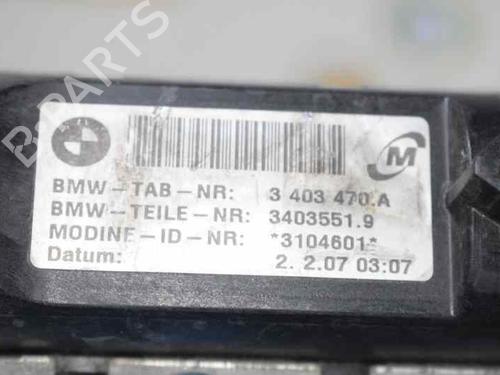 B PARTS
BMW-TAB-NR: 3 403 470.A
BMW-TEILE-NR: 3403551.9
MODINE-ID-NR: *3104601*
Datum: 2. 2.07 03:07
M